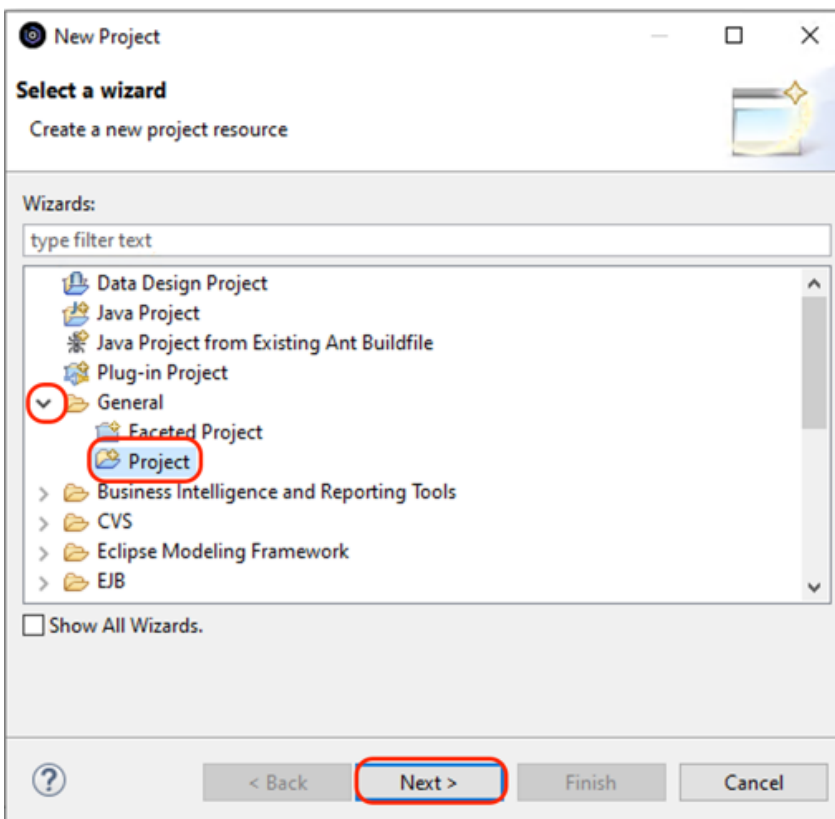 New Project
Select a wizard
Create a new project resource
Wizards:
type filter text
Data Design Project
Java Project
Java Project from Existing Ant Buildfile
Plug-in Project
General
Faceted Project
Project
Business Intelligence and Reporting Tools
CVS
Eclipse Modeling Framework
EJB
Show All Wizards.
? < Back Next > Finish Cancel